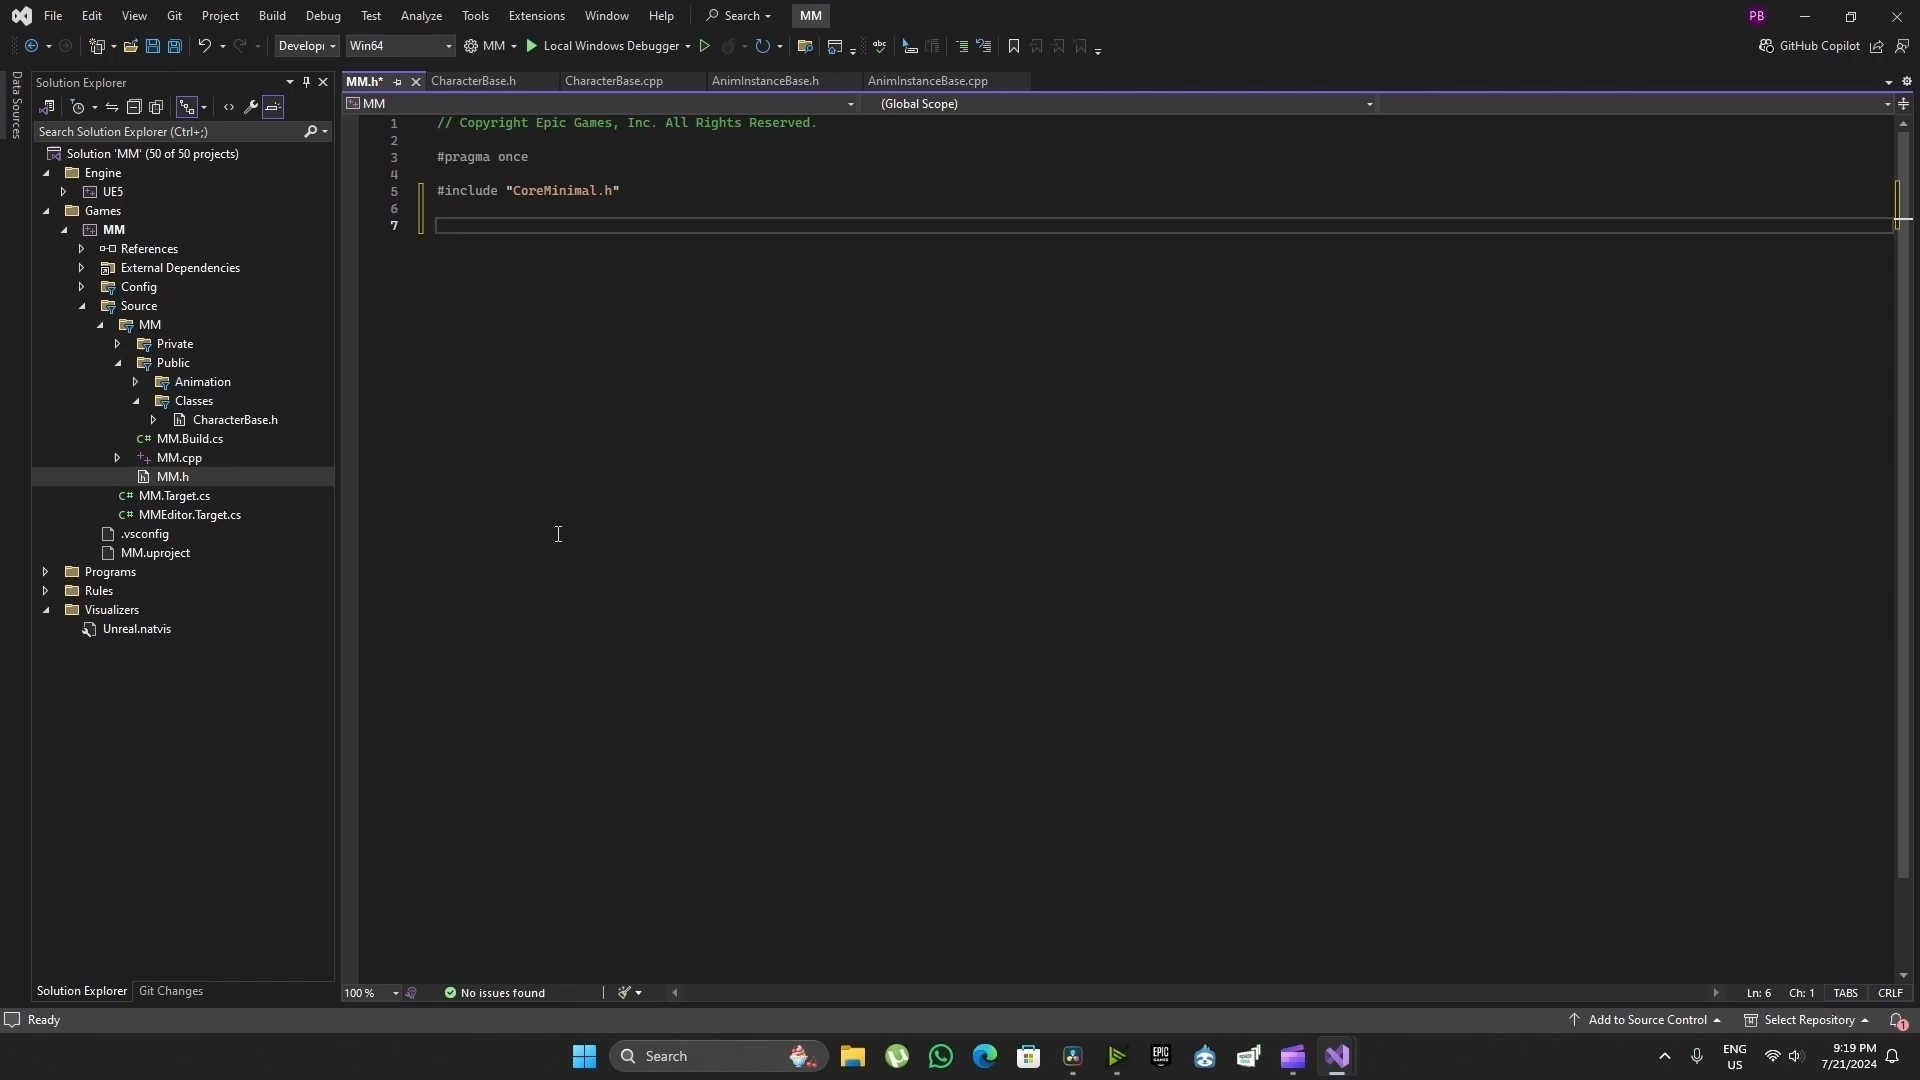 File Edit View Git Project Build Debug Test Analyze Tools Extensions Window Help Search MM PB
Develop Win64 MM Local Windows Debugger GitHub Copilot
Data Sources
Solution Explorer
MM.h* CharacterBase.h CharacterBase.cpp AnimInstanceBase.h AnimInstanceBase.cpp
MM (Global Scope)
Search Solution Explorer (Ctrl+;)
Solution 'MM' (50 of 50 projects)
Engine
UE5
Games
MM
References
External Dependencies
Config
Source
MM
Private
Public
Animation
Classes
CharacterBase.h
MM.Build.cs
MM.cpp
MM.h
MM.Target.cs
MMEditor.Target.cs
.vsconfig
MM.uproject
Programs
Rules
Visualizers
Unreal.natvis
1 // Copyright Epic Games, Inc. All Rights Reserved.
2
3 #pragma once
4
5 #include "CoreMinimal.h"
6
7
Solution Explorer Git Changes
100 % No issues found Ln: 6 Ch: 1 TABS CRLF
Ready Add to Source Control Select Repository 1
Search EPIC GAMES ENG 9:19 PM
US 7/21/2024